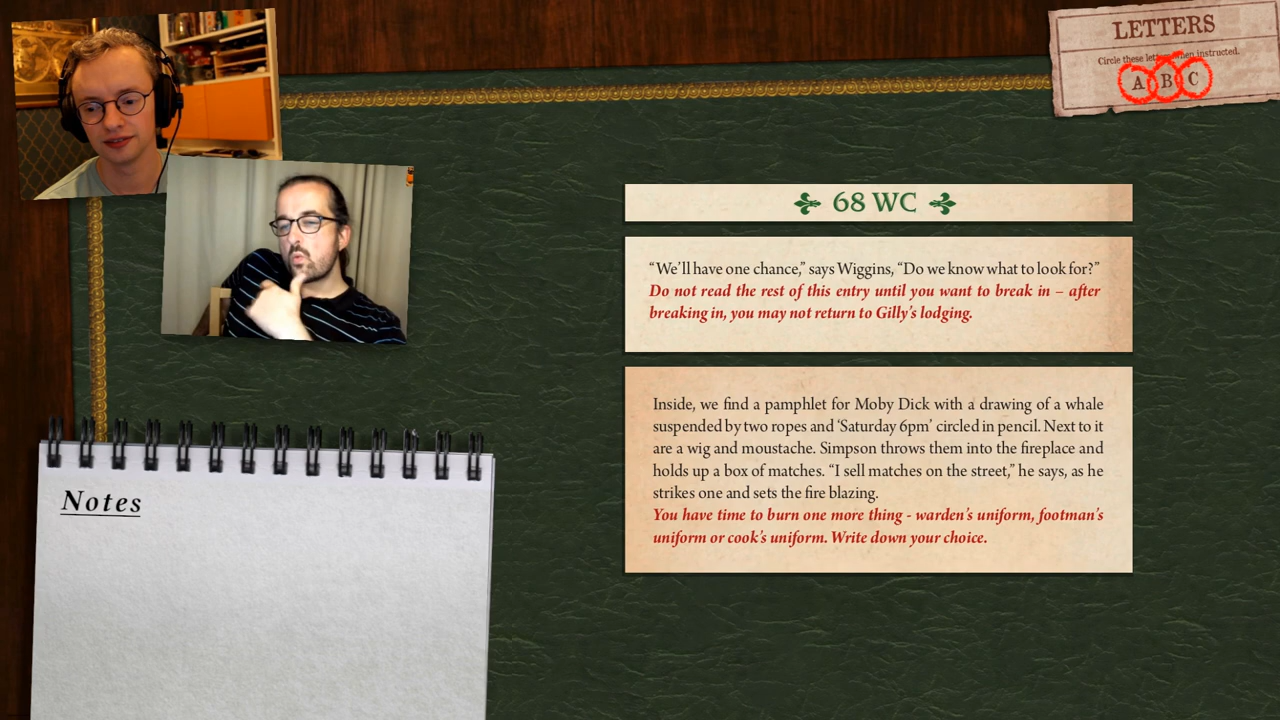 LETTERS
Circle these letters when instructed.
A B C
68 WC
“We’ll have one chance,” says Wiggins, “Do we know what to look for?”
Do not read the rest of this entry until you want to break in – after
breaking in, you may not return to Gilly’s lodging.
Inside, we find a pamphlet for Moby Dick with a drawing of a whale
suspended by two ropes and ‘Saturday 6pm’ circled in pencil. Next to it
are a wig and moustache. Simpson throws them into the fireplace and
holds up a box of matches. “I sell matches on the street,” he says, as he
strikes one and sets the fire blazing.
You have time to burn one more thing - warden’s uniform, footman’s
uniform or cook’s uniform. Write down your choice.
Notes